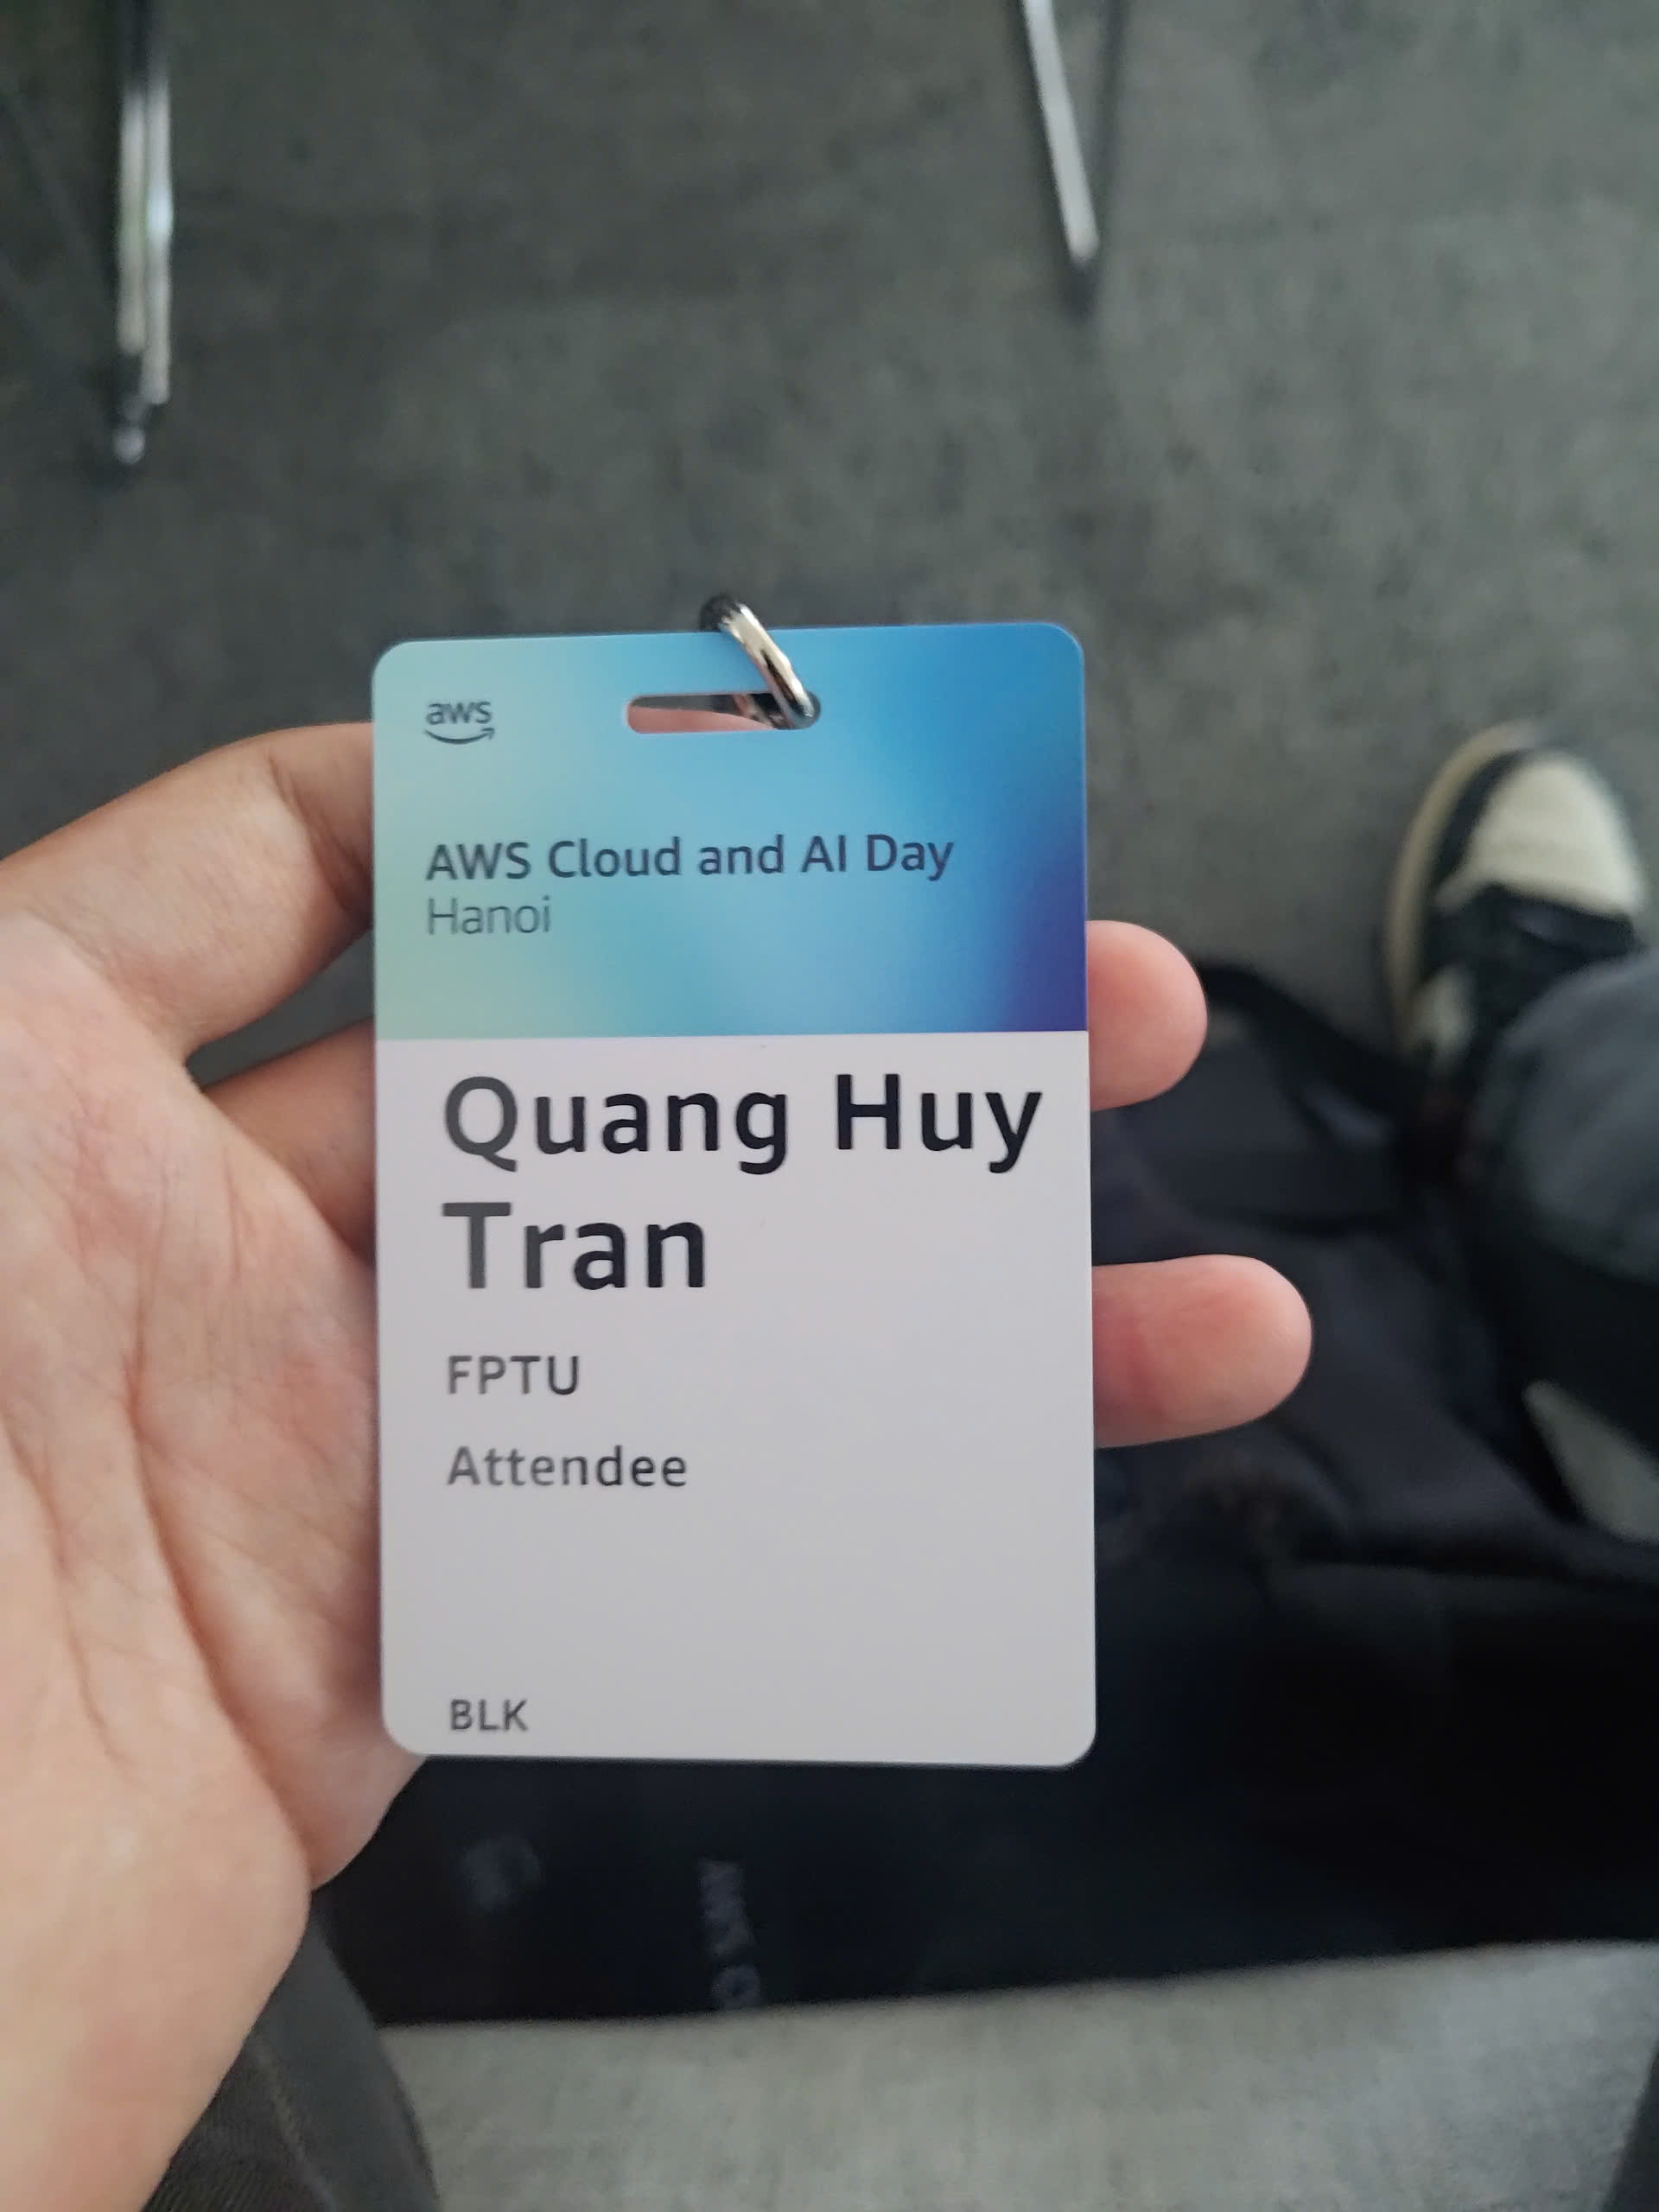 aws
AWS Cloud and AI Day
Hanoi
Quang Huy
Tran
FPTU
Attendee
BLK